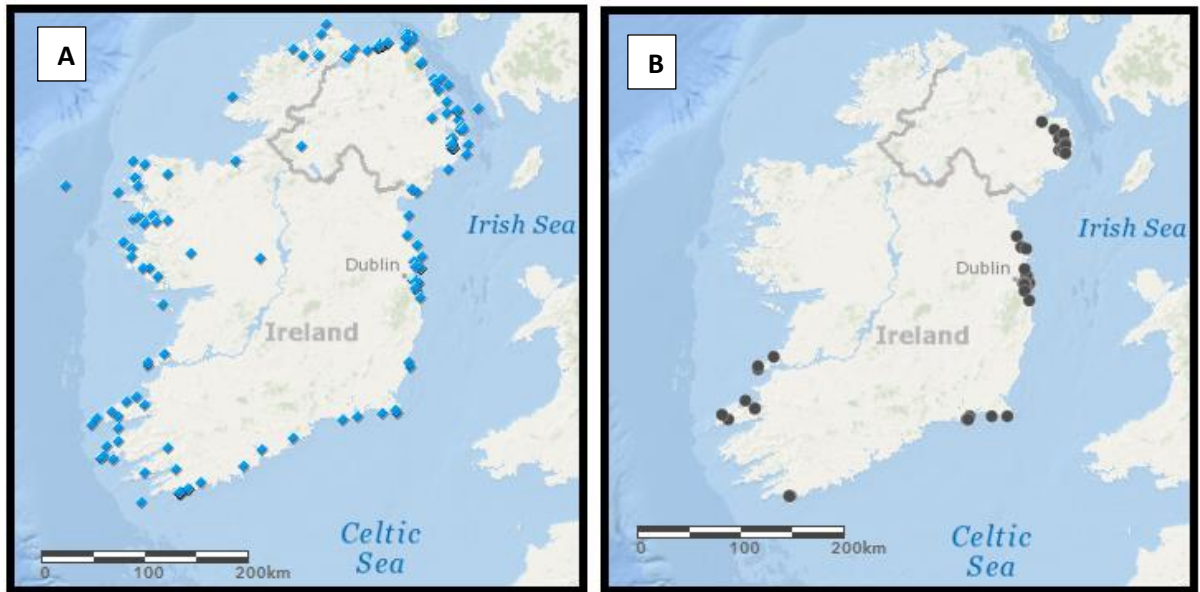 A
Irish Sea
Dublin
Ireland
Celtic
Sea
0 100 200km
B
Irish Sea
Dublin
Ireland
Celtic
Sea
0 100 200km